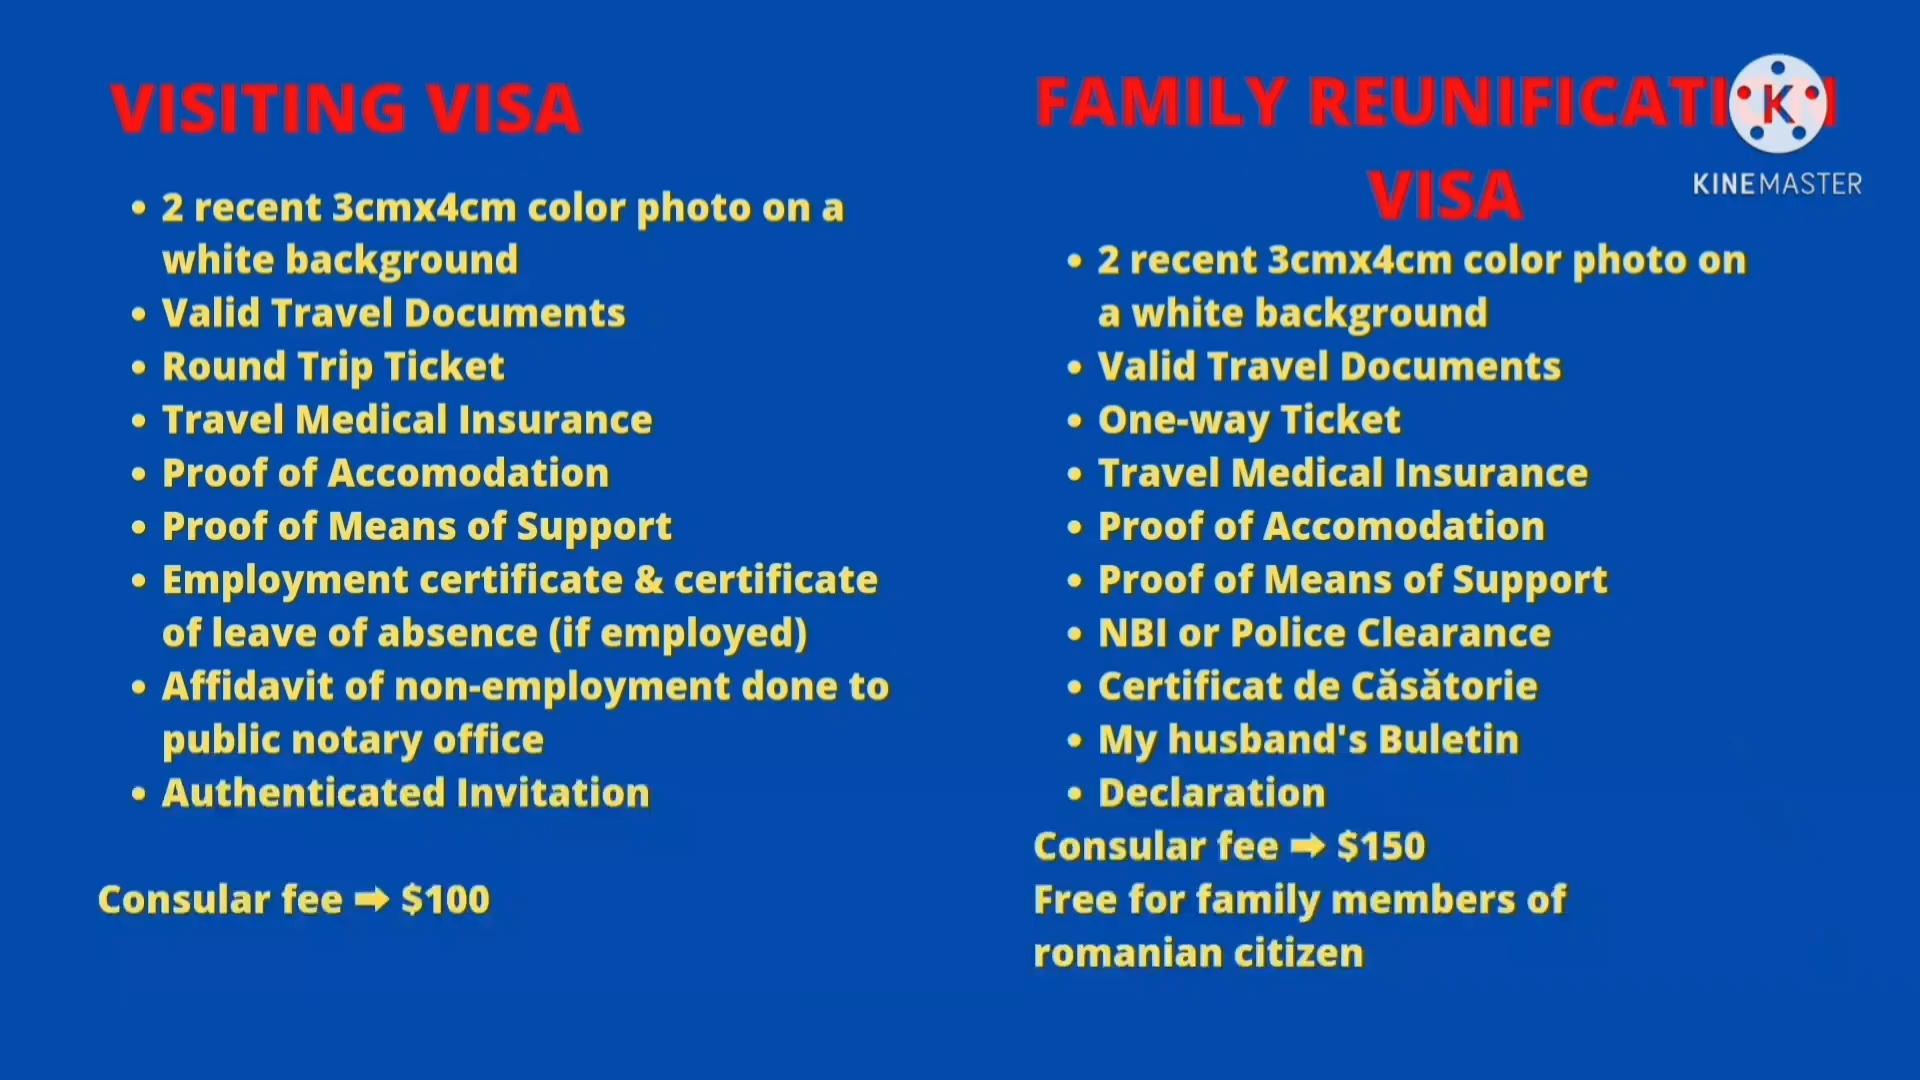 VISITING VISA
• 2 recent 3cmx4cm color photo on a
white background
• Valid Travel Documents
• Round Trip Ticket
• Travel Medical Insurance
• Proof of Accomodation
• Proof of Means of Support
• Employment certificate & certificate
of leave of absence (if employed)
• Affidavit of non-employment done to
public notary office
• Authenticated Invitation
Consular fee ➡ $100
FAMILY REUNIFICATION
VISA
• 2 recent 3cmx4cm color photo on
a white background
• Valid Travel Documents
• One-way Ticket
• Travel Medical Insurance
• Proof of Accomodation
• Proof of Means of Support
• NBI or Police Clearance
• Certificat de Căsătorie
• My husband's Buletin
• Declaration
Consular fee ➡ $150
Free for family members of
romanian citizen
K
KINEMASTER